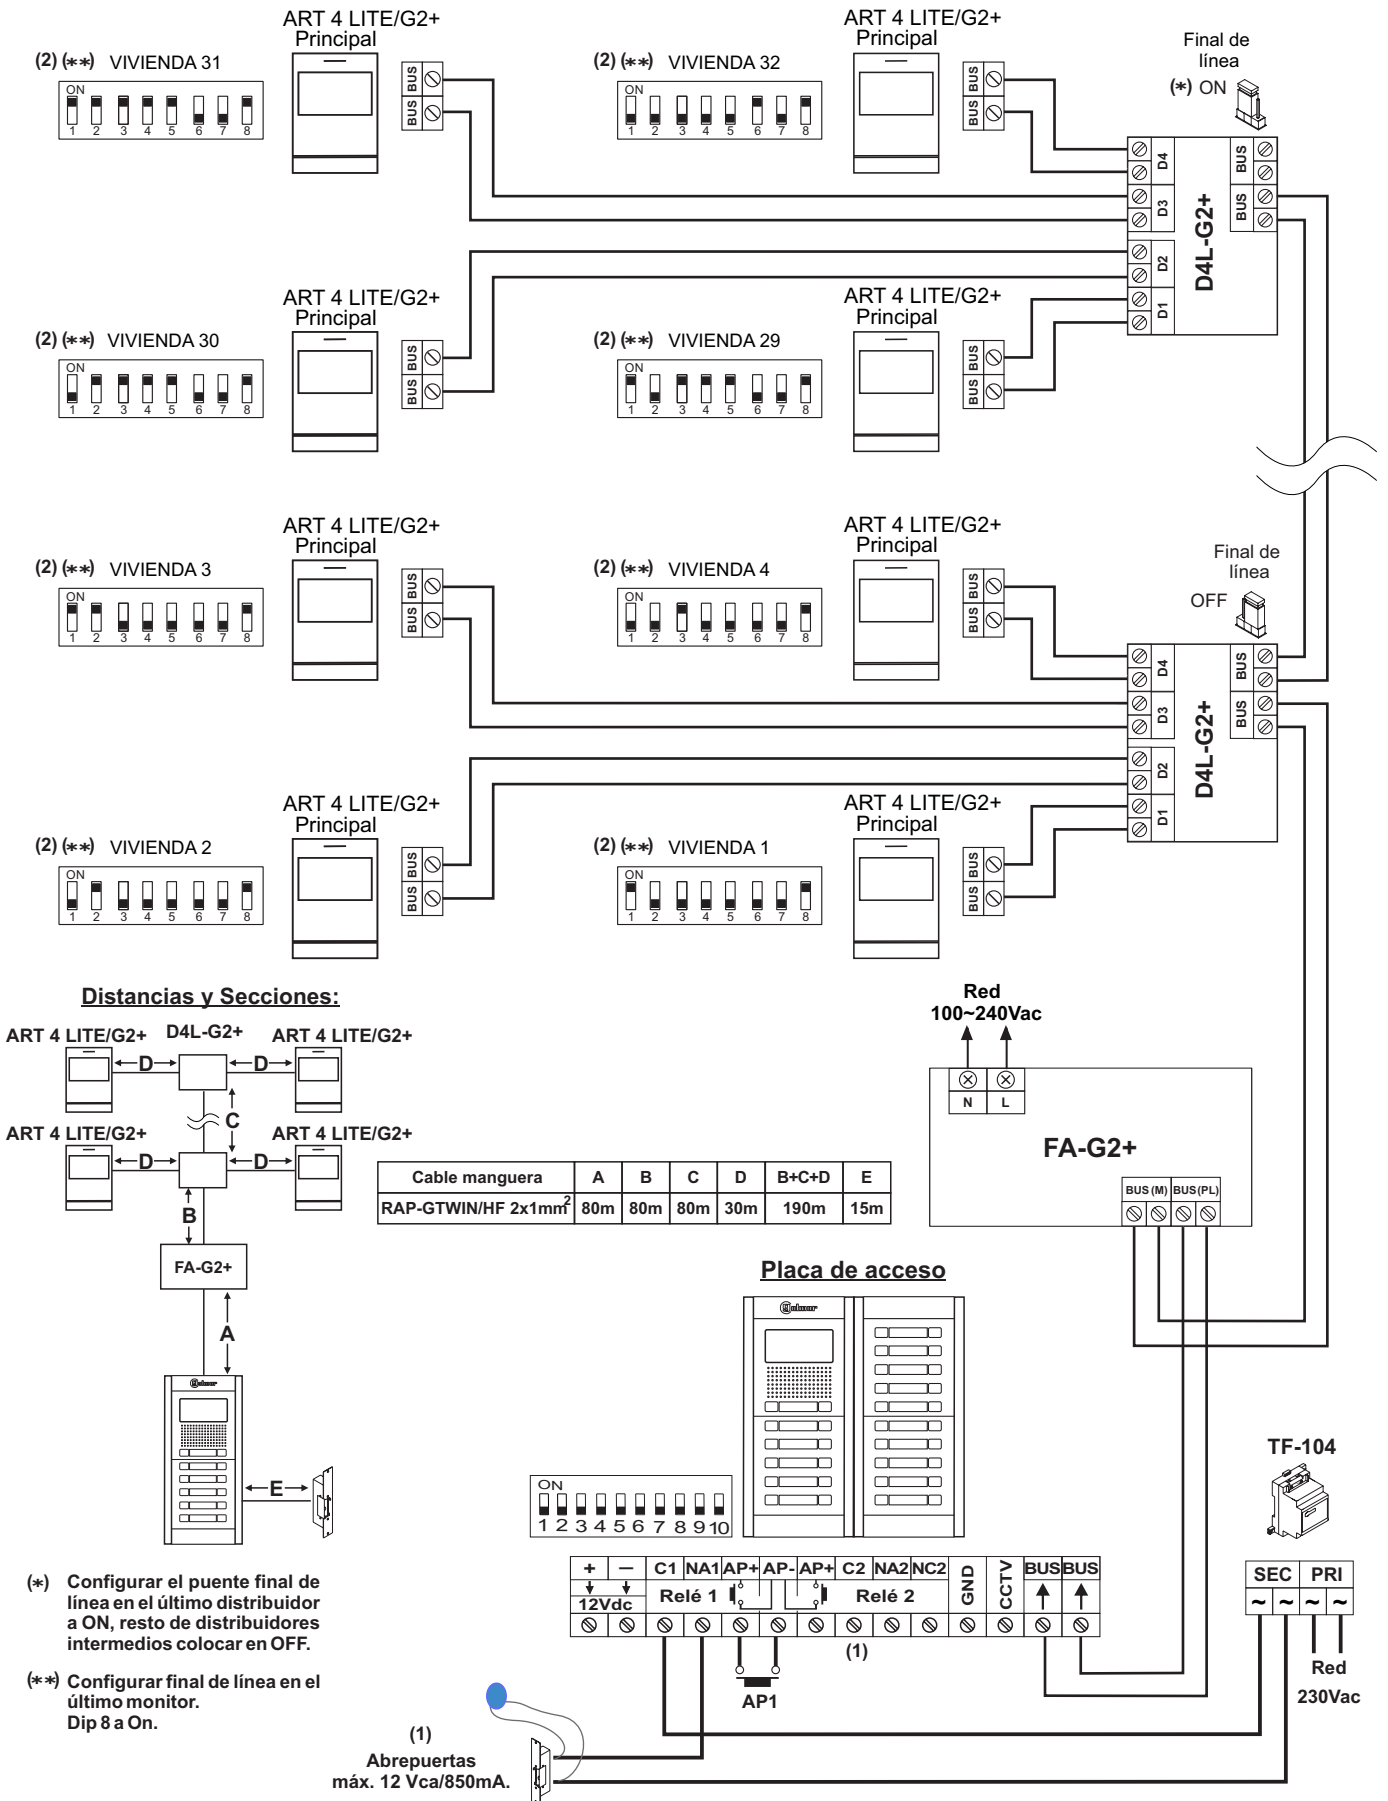 ART 4 LITE/G2+
Principal
(2) (**) VIVIENDA 31
ON
1 2 3 4 5 6 7 8
BUS
BUS
ART 4 LITE/G2+
Principal
(2) (**) VIVIENDA 32
ON
1 2 3 4 5 6 7 8
BUS
BUS
Final de
línea
(*) ON
D4
D3
D2
D1
D4L-G2+
BUS
BUS
ART 4 LITE/G2+
Principal
(2) (**) VIVIENDA 30
ON
1 2 3 4 5 6 7 8
BUS
BUS
ART 4 LITE/G2+
Principal
(2) (**) VIVIENDA 29
ON
1 2 3 4 5 6 7 8
BUS
BUS
ART 4 LITE/G2+
Principal
(2) (**) VIVIENDA 3
ON
1 2 3 4 5 6 7 8
BUS
BUS
ART 4 LITE/G2+
Principal
(2) (**) VIVIENDA 4
ON
1 2 3 4 5 6 7 8
BUS
BUS
Final de
línea
OFF
D4
D3
D2
D1
D4L-G2+
BUS
BUS
ART 4 LITE/G2+
Principal
(2) (**) VIVIENDA 2
ON
1 2 3 4 5 6 7 8
BUS
BUS
ART 4 LITE/G2+
Principal
(2) (**) VIVIENDA 1
ON
1 2 3 4 5 6 7 8
BUS
BUS
Distancias y Secciones:
ART 4 LITE/G2+ D4L-G2+ ART 4 LITE/G2+
D D
C
ART 4 LITE/G2+ ART 4 LITE/G2+
D D
B
FA-G2+
A
Golmar
E
Cable manguera A B C D B+C+D E
RAP-GTWIN/HF 2x1mm² 80m 80m 80m 30m 190m 15m
Red
100~240Vac
N L
FA-G2+
BUS(M) BUS(PL)
Placa de acceso
Golmar
ON
1 2 3 4 5 6 7 8 9 10
+ – C1 NA1 AP+ AP- AP+ C2 NA2 NC2 GND CCTV BUS BUS
12Vdc Relé 1 Relé 2
(1)
AP1
TF-104
SEC PRI
~ ~ ~ ~
Red
230Vac
(*) Configurar el puente final de
línea en el último distribuidor
a ON, resto de distribuidores
intermedios colocar en OFF.
(**) Configurar final de línea en el
último monitor.
Dip 8 a On.
(1)
Abrepuertas
máx. 12 Vca/850mA.